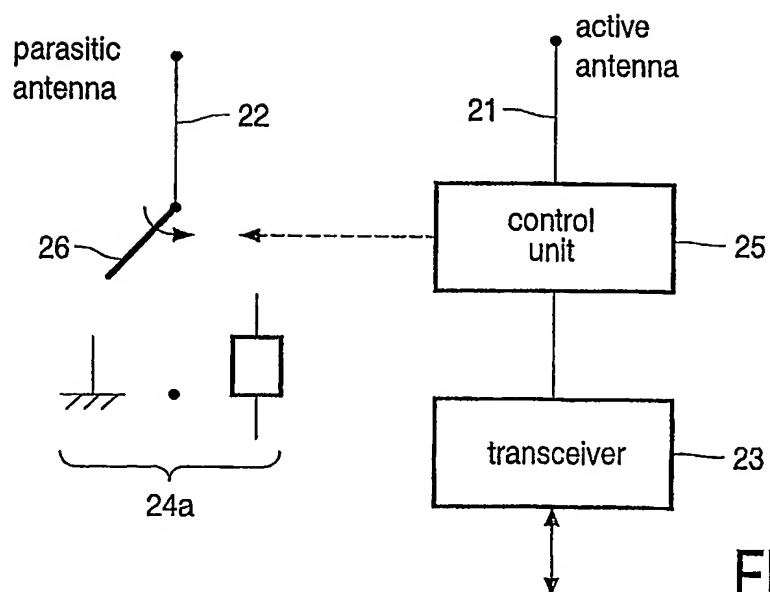 parasitic
antenna
22
26
24a
active
antenna
21
control
unit
25
transceiver
23